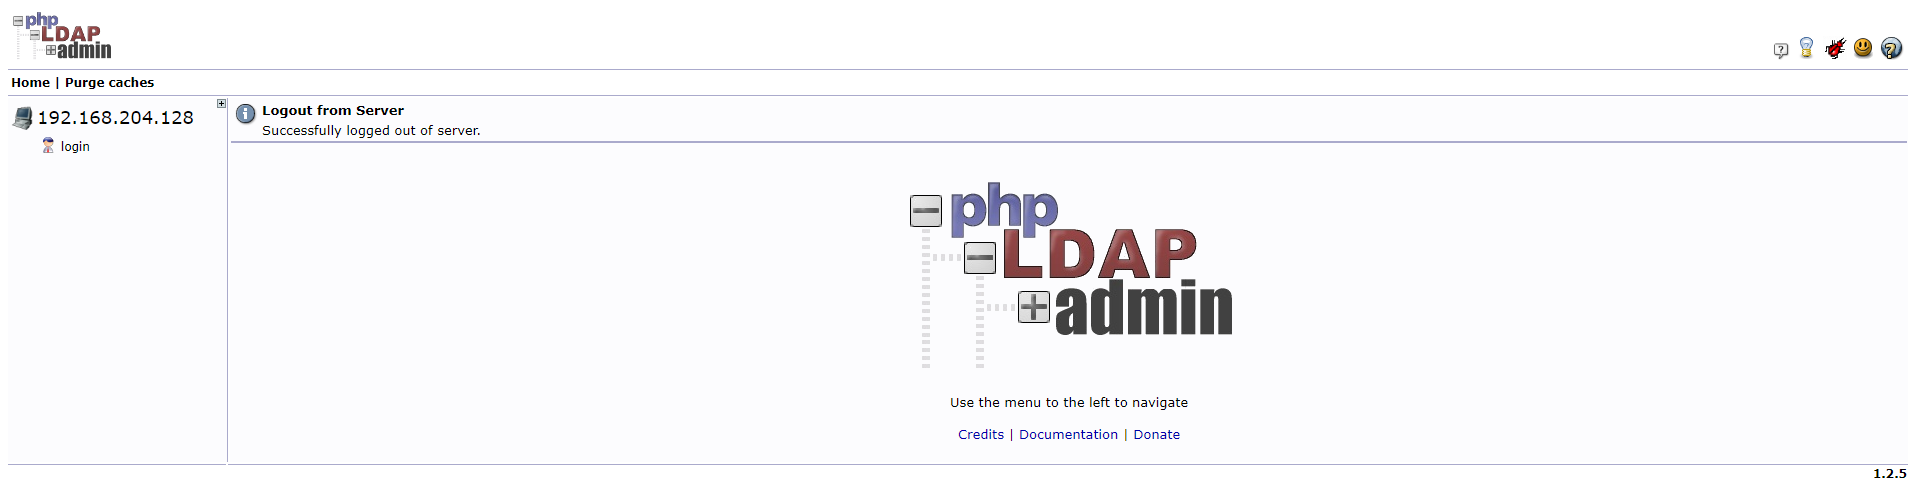 php
LDAP
admin
Home | Purge caches
192.168.204.128
login
Logout from Server
Successfully logged out of server.
php
LDAP
admin
Use the menu to the left to navigate
Credits | Documentation | Donate
1.2.5